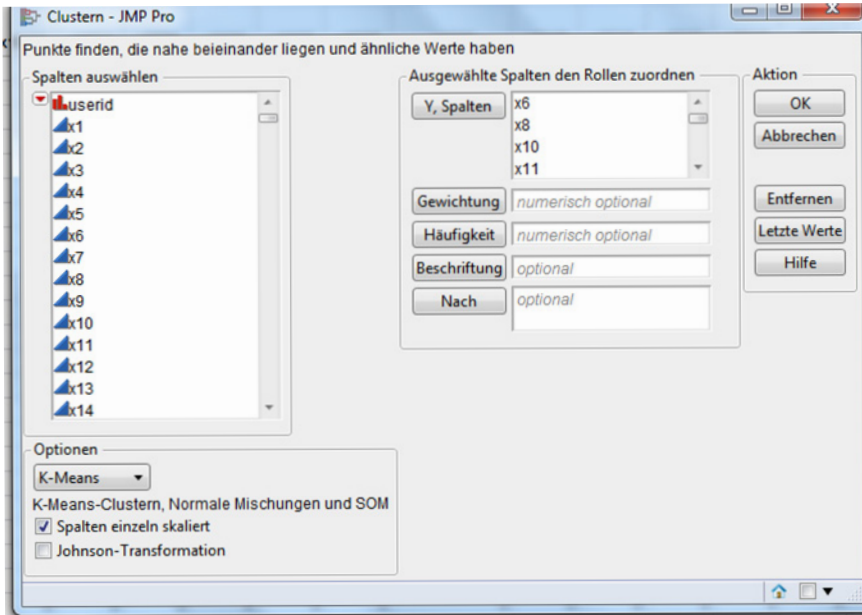 Clustern - JMP Pro
Punkte finden, die nahe beieinander liegen und ähnliche Werte haben
Spalten auswählen
userid
x1
x2
x3
x4
x5
x6
x7
x8
x9
x10
x11
x12
x13
x14
Ausgewählte Spalten den Rollen zuordnen
Y, Spalten
x6
x8
x10
x11
Gewichtung numerisch optional
Häufigkeit numerisch optional
Beschriftung optional
Nach optional
Aktion
OK
Abbrechen
Entfernen
Letzte Werte
Hilfe
Optionen
K-Means
K-Means-Clustern, Normale Mischungen und SOM
Spalten einzeln skaliert
Johnson-Transformation